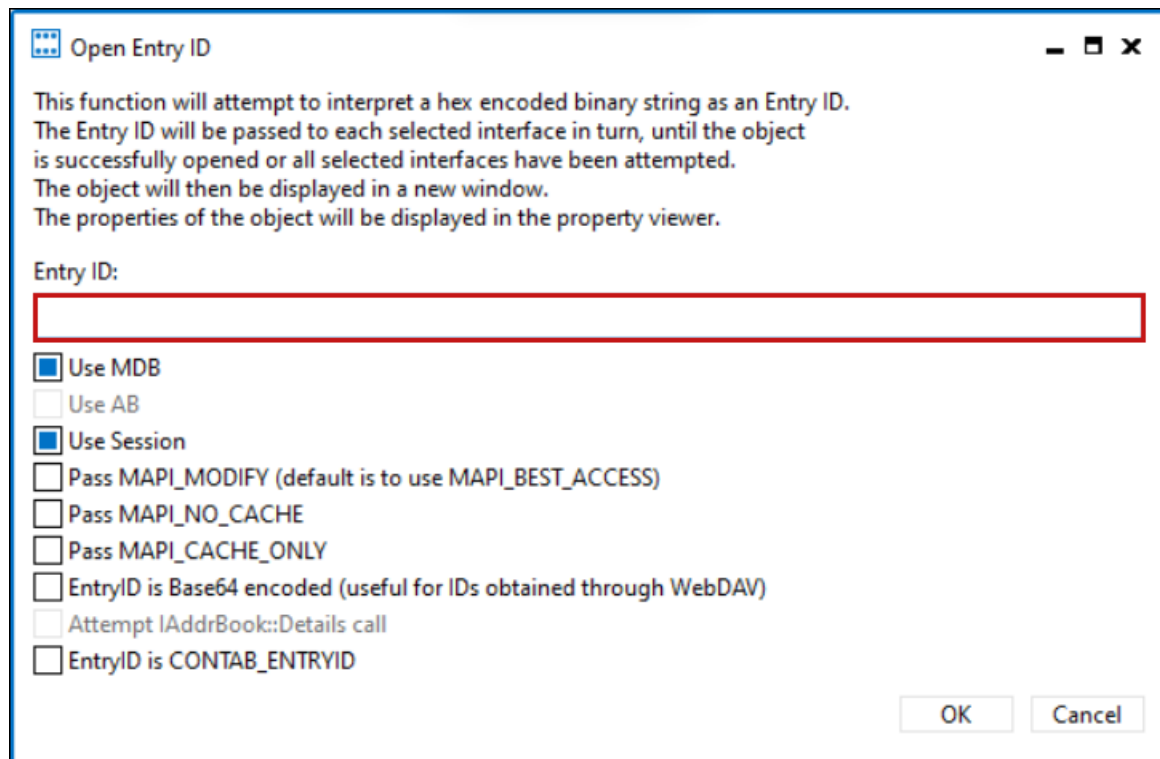 Open Entry ID
This function will attempt to interpret a hex encoded binary string as an Entry ID.
The Entry ID will be passed to each selected interface in turn, until the object
is successfully opened or all selected interfaces have been attempted.
The object will then be displayed in a new window.
The properties of the object will be displayed in the property viewer.
Entry ID:
Use MDB
Use AB
Use Session
Pass MAPI_MODIFY (default is to use MAPI_BEST_ACCESS)
Pass MAPI_NO_CACHE
Pass MAPI_CACHE_ONLY
EntryID is Base64 encoded (useful for IDs obtained through WebDAV)
Attempt IAddrBook::Details call
EntryID is CONTAB_ENTRYID
OK Cancel